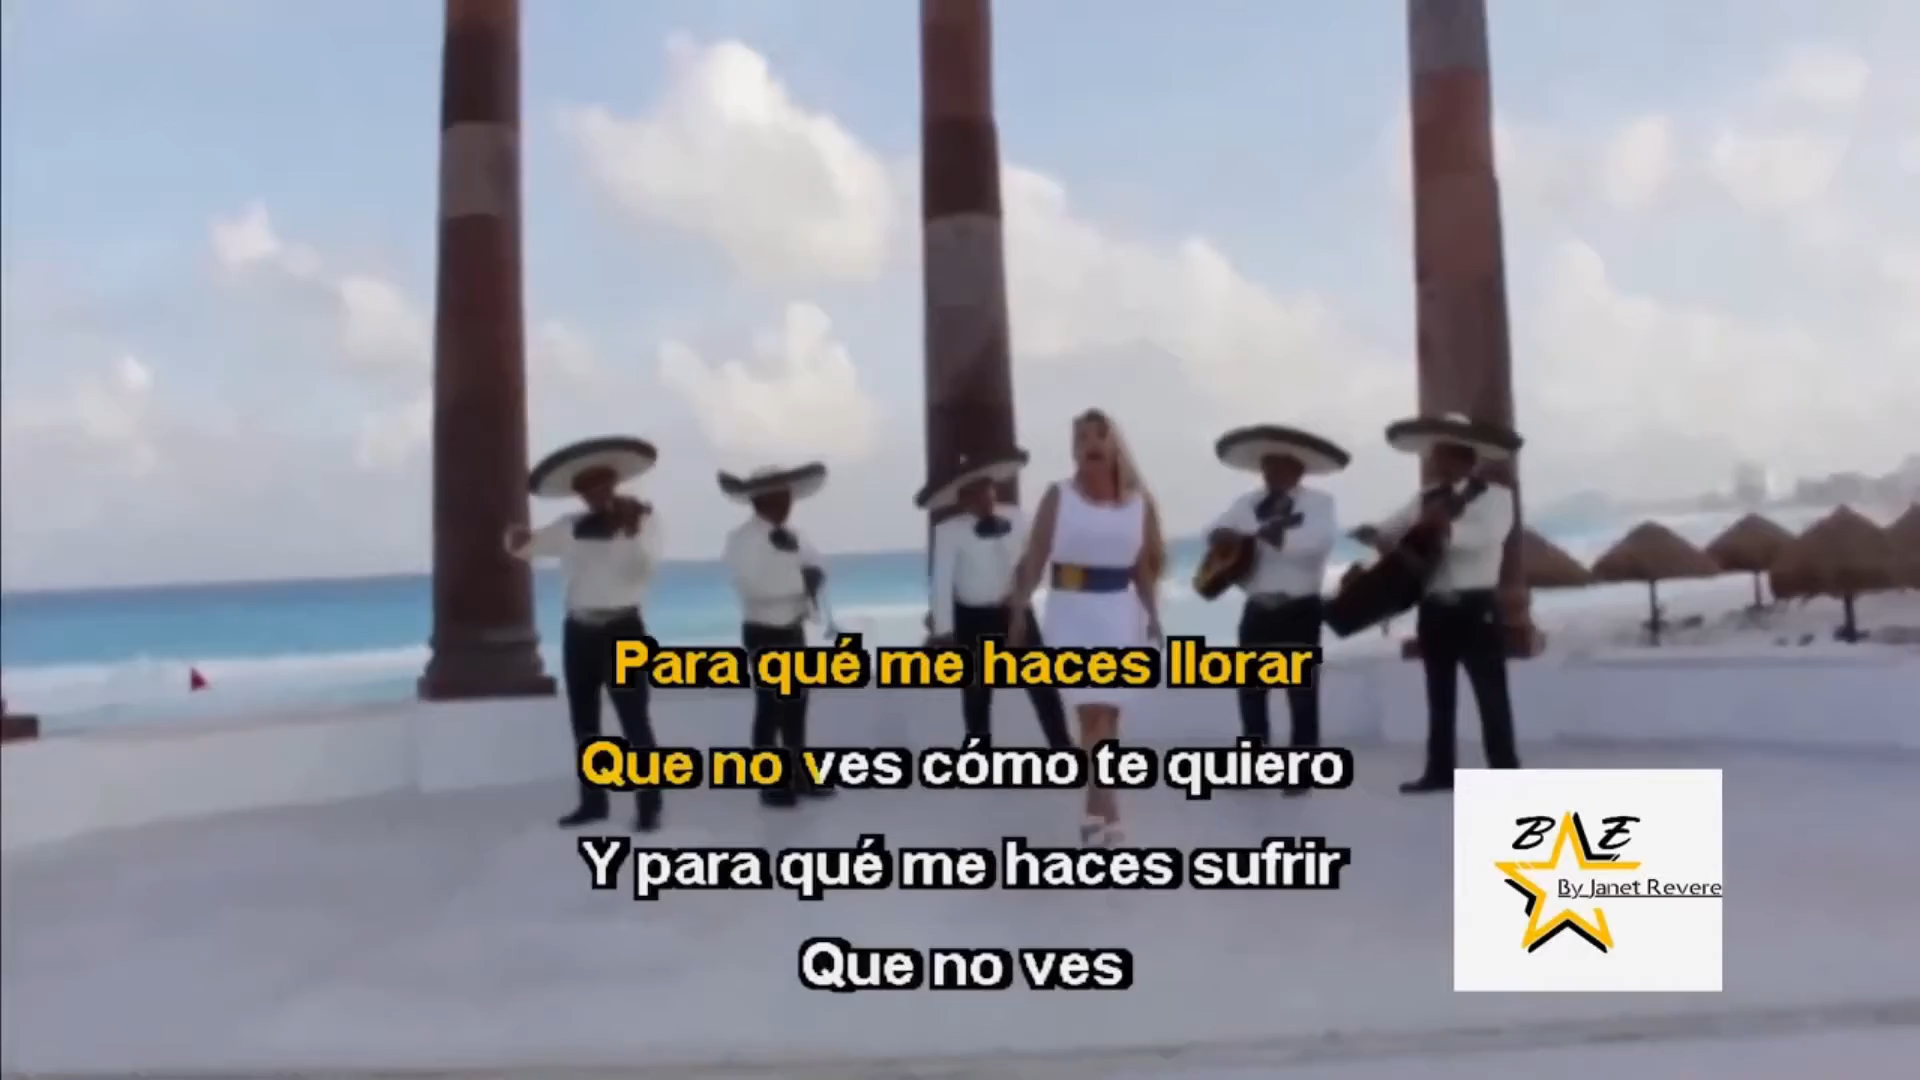 Para qué me haces llorar
Que no ves cómo te quiero
Y para qué me haces sufrir
Que no ves
BLE
By Janet Revere